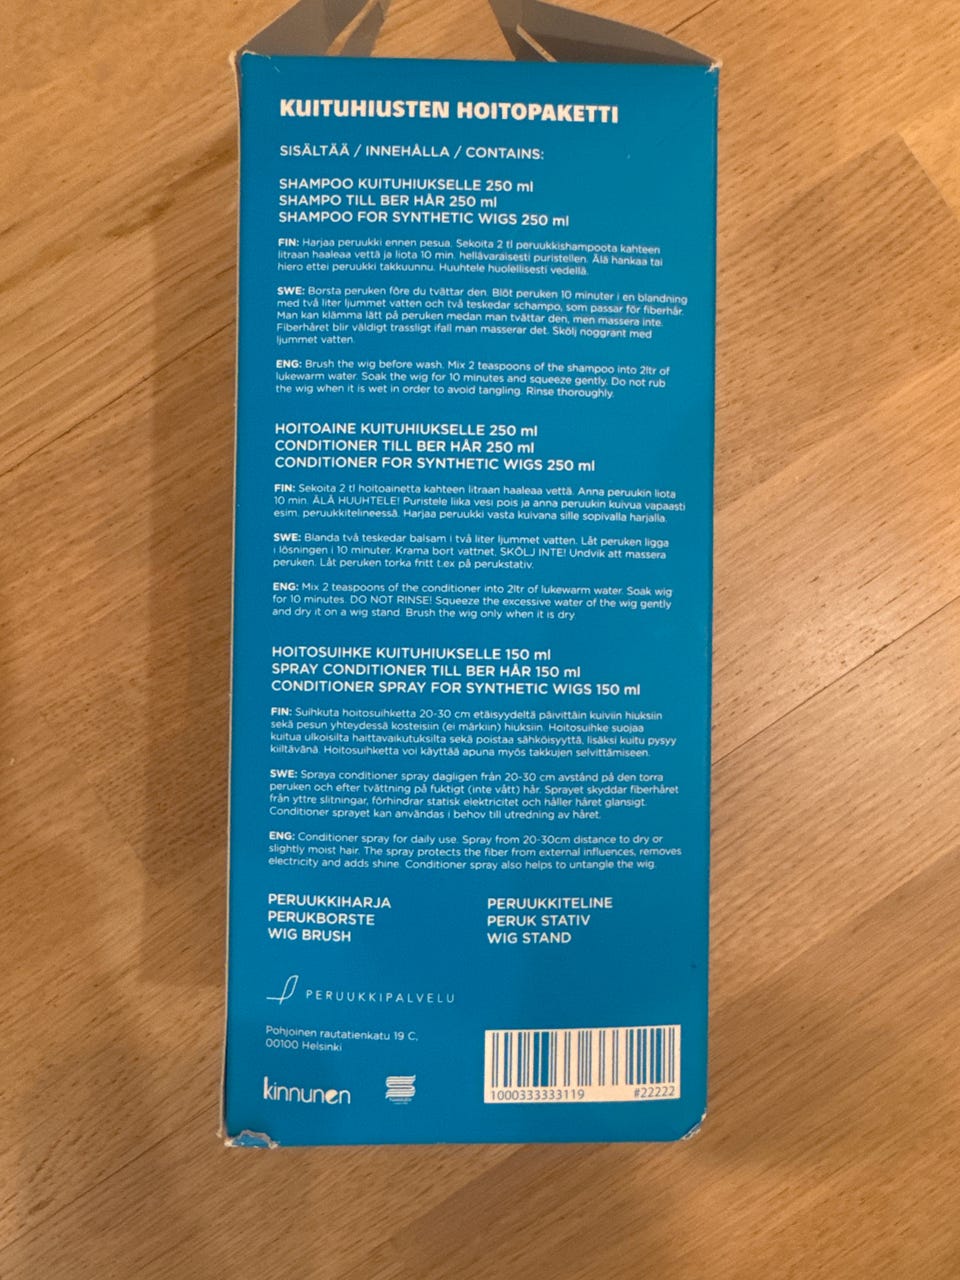 KUITUHIUSTEN HOITOPAKETTI
SISÄLTÄÄ / INNEHÅLLA / CONTAINS:
SHAMPOO KUITUHIUKSELLE 250 ml
SHAMPO TILL BER HÅR 250 ml
SHAMPOO FOR SYNTHETIC WIGS 250 ml
FIN: Harjaa peruukki ennen pesua. Sekoita 2 tl peruukkishampoota kahteen
litraan haaleaa vettä ja liota 10 min. hellävaraisesti puristellen. Älä hankaa tai
hiero ettei peruukki takkuunnu. Huuhtele huolellisesti vedellä.
SWE: Borsta peruken före du tvättar den. Blöt peruken 10 minuter i en blandning
med två liter ljummet vatten och två teskedar schampo, som passar för fiberhår.
Man kan klämma lätt på peruken medan man tvättar den, men massera inte.
Fiberhåret blir väldigt trassligt ifall man masserar det. Skölj noggrant med
ljummet vatten.
ENG: Brush the wig before wash. Mix 2 teaspoons of the shampoo into 2ltr of
lukewarm water. Soak the wig for 10 minutes and squeeze gently. Do not rub
the wig when it is wet in order to avoid tangling. Rinse thoroughly.
HOITOAINE KUITUHIUKSELLE 250 ml
CONDITIONER TILL BER HÅR 250 ml
CONDITIONER FOR SYNTHETIC WIGS 250 ml
FIN: Sekoita 2 tl hoitoainetta kahteen litraan haaleaa vettä. Anna peruukin liota
10 min. ÄLÄ HUUHTELE! Puristele liika vesi pois ja anna peruukin kuivua vapaasti
esim. peruukkitelineessä. Harjaa peruukki vasta kuivana sille sopivalla harjalla.
SWE: Blanda två teskedar balsam i två liter ljummet vatten. Låt peruken ligga
i lösningen i 10 minuter. Krama bort vattnet, SKÖLJ INTE! Undvik att massera
peruken. Låt peruken torka fritt t.ex på perukstativ.
ENG: Mix 2 teaspoons of the conditioner into 2ltr of lukewarm water. Soak wig
for 10 minutes. DO NOT RINSE! Squeeze the excessive water of the wig gently
and dry it on a wig stand. Brush the wig only when it is dry.
HOITOSUIHKE KUITUHIUKSELLE 150 ml
SPRAY CONDITIONER TILL BER HÅR 150 ml
CONDITIONER SPRAY FOR SYNTHETIC WIGS 150 ml
FIN: Suihkuta hoitosuihketta 20-30 cm etäisyydeltä päivittäin kuiviin hiuksiin
sekä pesun yhteydessä kosteisiin (ei märkiin) hiuksiin. Hoitosuihke suojaa
kuitua ulkoisilta haittavaikutuksilta sekä poistaa sähköisyyttä, lisäksi kuitu pysyy
kiiltävänä. Hoitosuihketta voi käyttää apuna myös takkujen selvittämiseen.
SWE: Spraya conditioner spray dagligen från 20-30 cm avstånd på den torra
peruken och efter tvättning på fuktigt (inte vått) hår. Sprayet skyddar fiberhåret
från yttre slitningar, förhindrar statisk elektricitet och håller håret glansigt.
Conditioner sprayet kan användas i behov till utredning av håret.
ENG: Conditioner spray for daily use. Spray from 20-30cm distance to dry or
slightly moist hair. The spray protects the fiber from external influences, removes
electricity and adds shine. Conditioner spray also helps to untangle the wig.
PERUUKKIHARJA
PERUKBORSTE
WIG BRUSH
PERUUKKITELINE
PERUK STATIV
WIG STAND
PERUUKKIPALVELU
Pohjoinen rautatienkatu 19 C,
00100 Helsinki
kinnunen
1000333333119 #22222